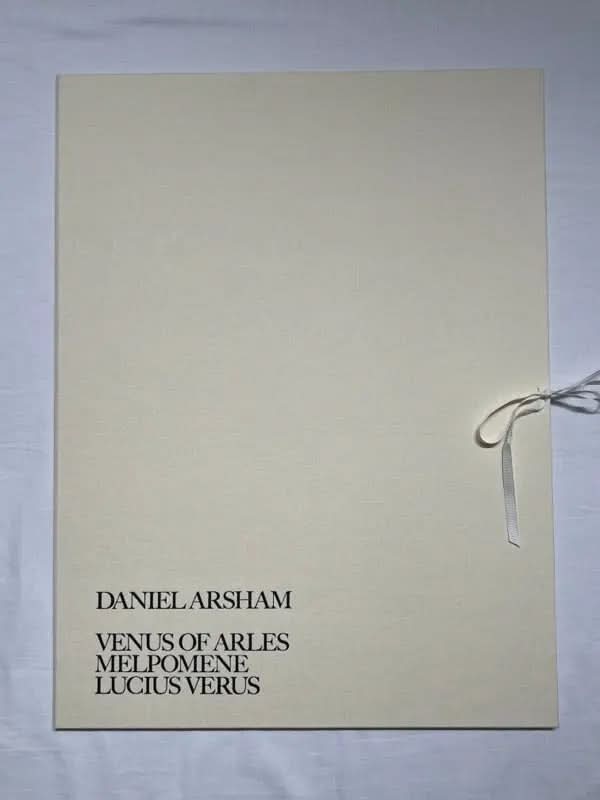 DANIEL ARSHAM
VENUS OF ARLES
MELPOMENE
LUCIUS VERUS